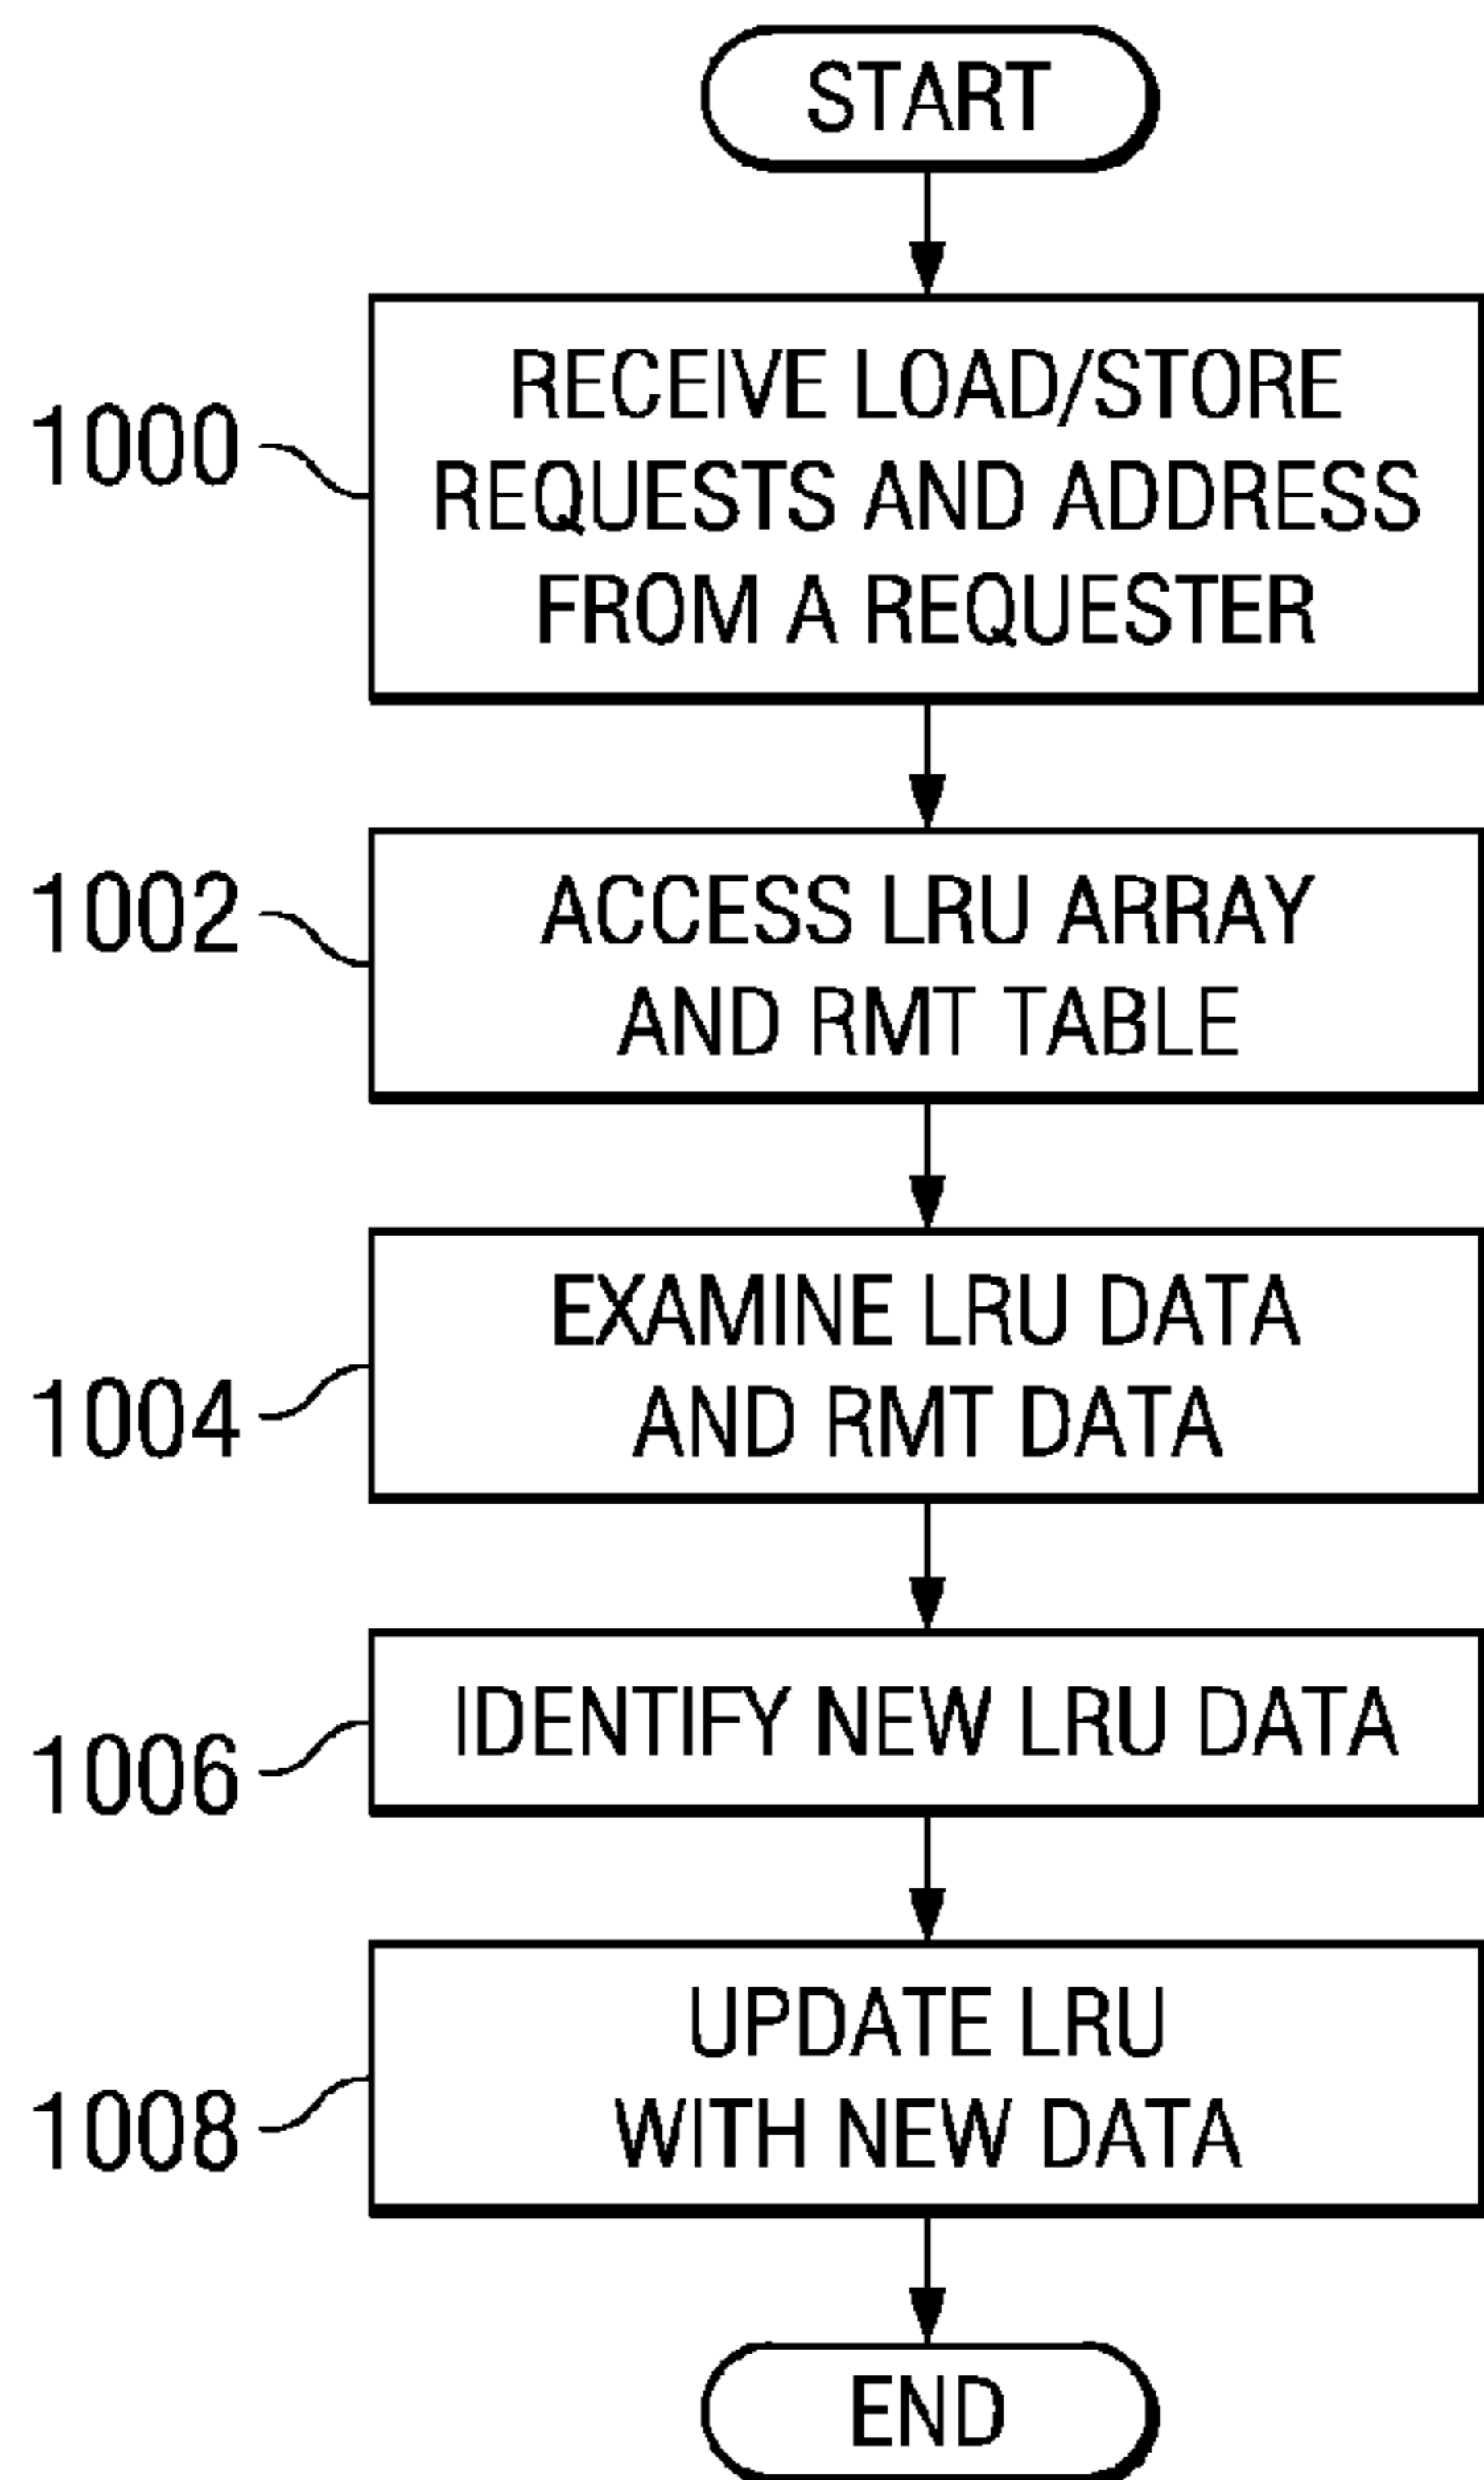 START
1000
RECEIVE LOAD/STORE
REQUESTS AND ADDRESS
FROM A REQUESTER
1002
ACCESS LRU ARRAY
AND RMT TABLE
1004
EXAMINE LRU DATA
AND RMT DATA
1006
IDENTIFY NEW LRU DATA
1008
UPDATE LRU
WITH NEW DATA
END